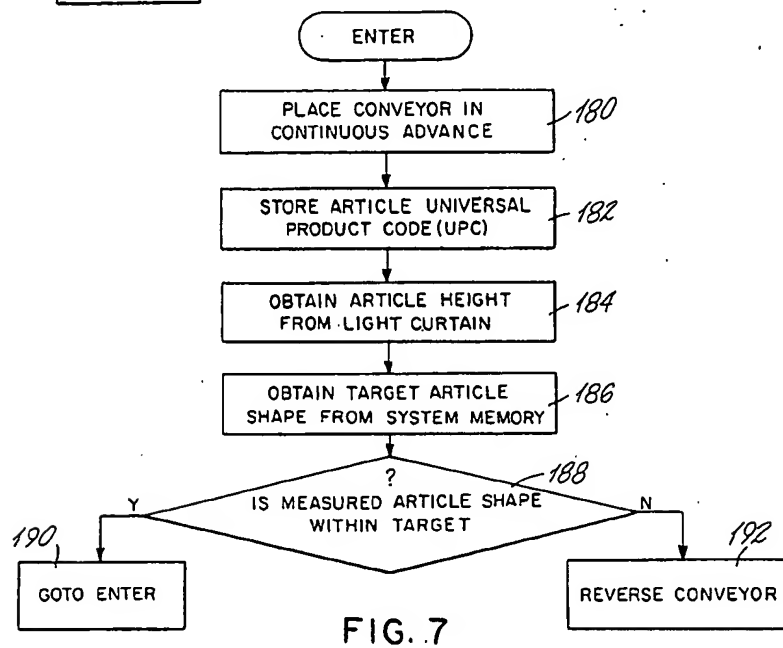 ENTER
PLACE CONVEYOR IN
CONTINUOUS ADVANCE
180
STORE ARTICLE UNIVERSAL
PRODUCT CODE (UPC)
182
OBTAIN ARTICLE HEIGHT
FROM LIGHT CURTAIN
184
OBTAIN TARGET ARTICLE
SHAPE FROM SYSTEM MEMORY
186
?
188
IS MEASURED ARTICLE SHAPE
WITHIN TARGET
Y
N
190
GOTO ENTER
192
REVERSE CONVEYOR
FIG. 7